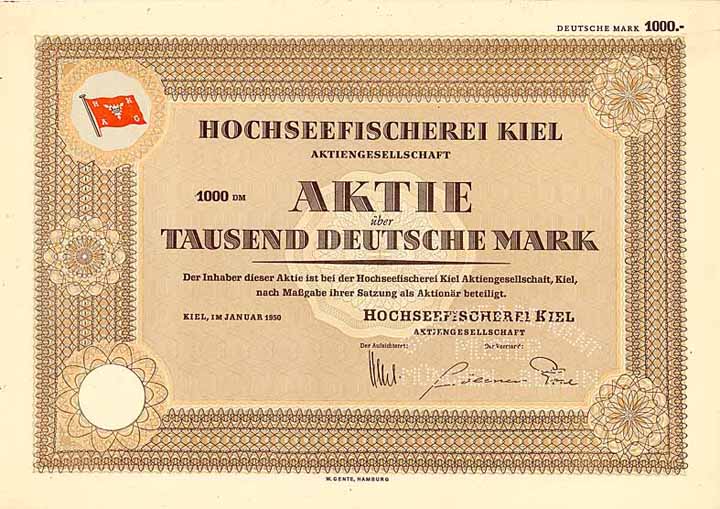 DEUTSCHE MARK 1000.-
H K
A G
HOCHSEEFISCHEREI KIEL
AKTIENGESELLSCHAFT
1000 DM AKTIE
über
TAUSEND DEUTSCHE MARK
Der Inhaber dieser Aktie ist bei der Hochseefischerei Kiel Aktiengesellschaft, Kiel,
nach Maßgabe ihrer Satzung als Aktionär beteiligt.
KIEL, IM JANUAR 1950 HOCHSEEFISCHEREI KIEL
AKTIENGESELLSCHAFT
Der Aufsichtsrat: Der Vorstand:
MUSTER
W. GENTE, HAMBURG